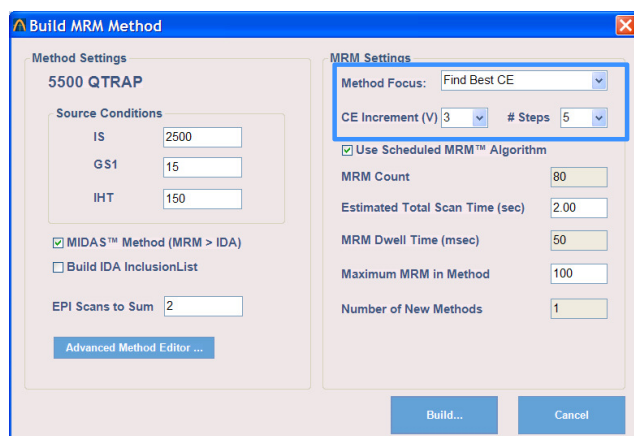 Build MRM Method
Method Settings
5500 QTRAP
Source Conditions
IS 2500
GS1 15
IHT 150
MIDAS™ Method (MRM > IDA)
Build IDA InclusionList
EPI Scans to Sum 2
Advanced Method Editor ...
MRM Settings
Method Focus: Find Best CE
CE Increment (V) 3 # Steps 5
Use Scheduled MRM™ Algorithm
MRM Count 80
Estimated Total Scan Time (sec) 2.00
MRM Dwell Time (msec) 50
Maximum MRM in Method 100
Number of New Methods 1
Build... Cancel